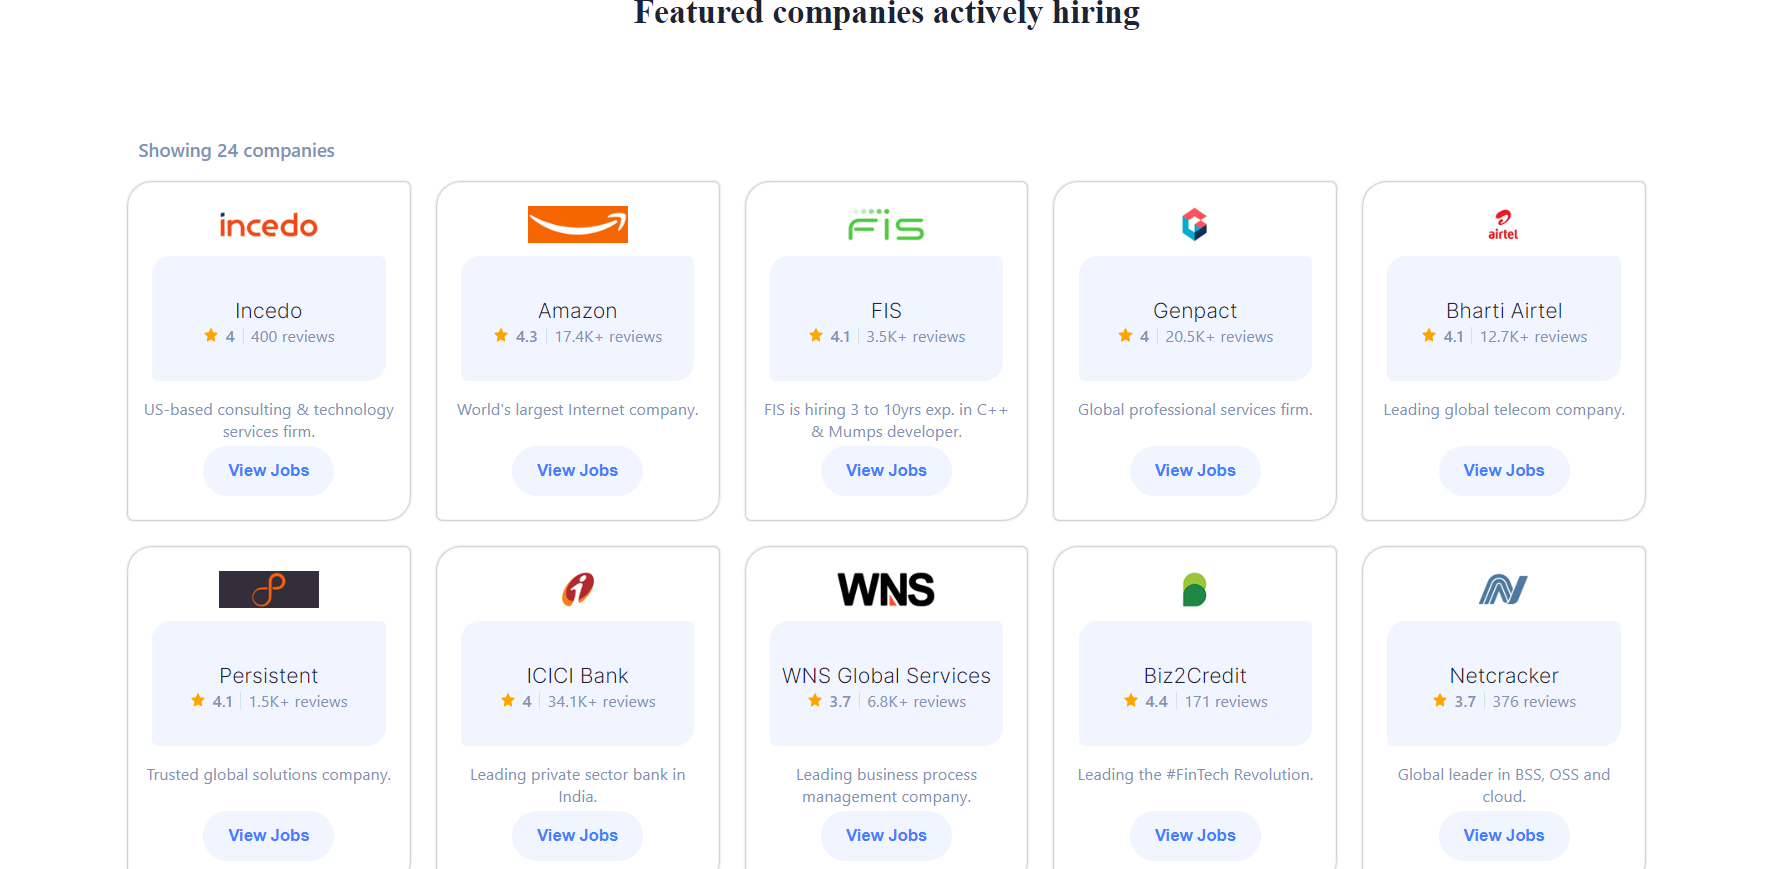 Featured companies actively hiring
Showing 24 companies
incedo
Incedo
4 400 reviews
US-based consulting & technology
services firm.
View Jobs
Amazon
4.3 17.4K+ reviews
World's largest Internet company.
View Jobs
FIS
FIS
4.1 3.5K+ reviews
FIS is hiring 3 to 10yrs exp. in C++
& Mumps developer.
View Jobs
Genpact
4 20.5K+ reviews
Global professional services firm.
View Jobs
airtel
Bharti Airtel
4.1 12.7K+ reviews
Leading global telecom company.
View Jobs
Persistent
4.1 1.5K+ reviews
Trusted global solutions company.
View Jobs
ICICI Bank
4 34.1K+ reviews
Leading private sector bank in
India.
View Jobs
WNS
WNS Global Services
3.7 6.8K+ reviews
Leading business process
management company.
View Jobs
Biz2Credit
4.4 171 reviews
Leading the #FinTech Revolution.
View Jobs
Netcracker
3.7 376 reviews
Global leader in BSS, OSS and
cloud.
View Jobs